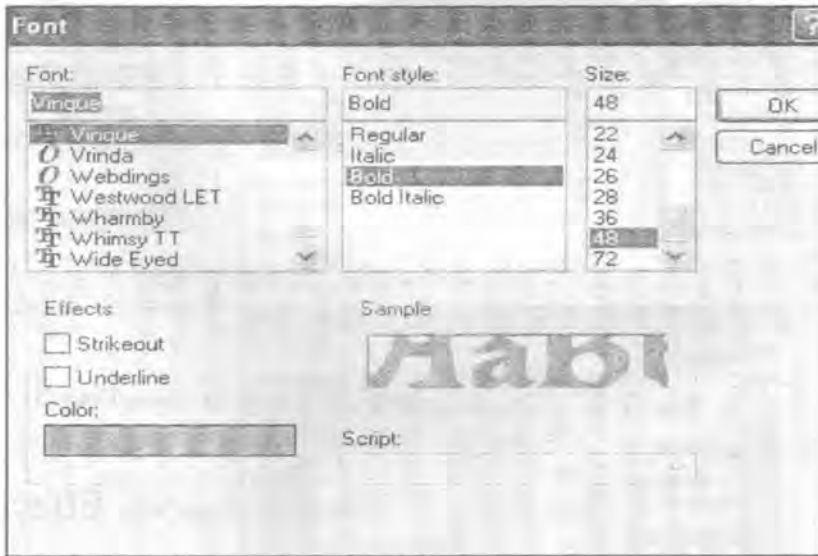 Font
?
Font: Font style: Size:
Vinque Bold 48
OK
Vinque Regular 22
Cancel
Vrinda Italic 24
Webdings Bold 26
Westwood LET Bold Italic 28
Wharmby 36
Whimsy TT 48
Wide Eyed 72
Effects Sample
Strikeout
AaB
Underline
Color:
Script: